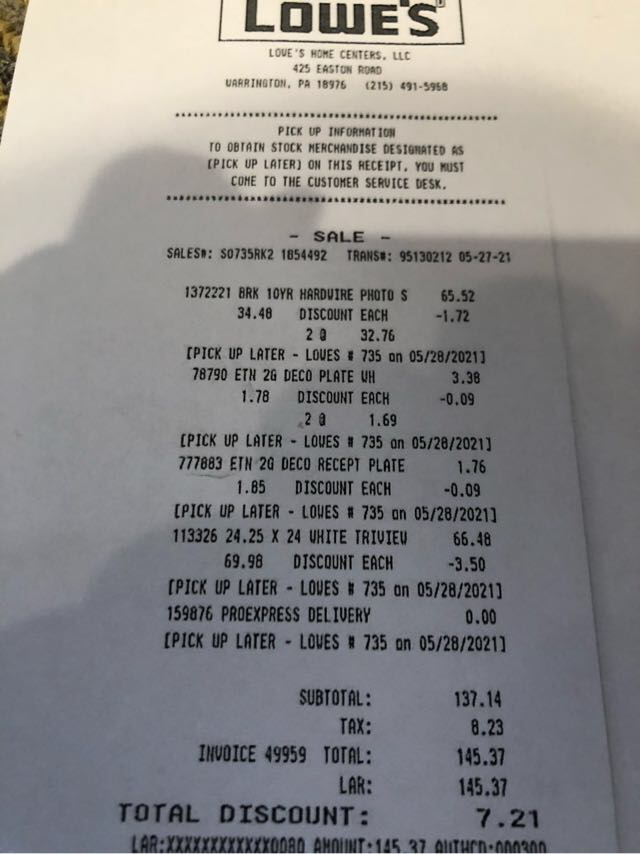 LOWE'S
LOWE'S HOME CENTERS, LLC
425 EASTON ROAD
WARRINGTON, PA 18976 (215) 491-5968
PICK UP INFORMATION
TO OBTAIN STOCK MERCHANDISE DESIGNATED AS
[PICK UP LATER] ON THIS RECEIPT, YOU MUST
COME TO THE CUSTOMER SERVICE DESK.
- SALE -
SALES#: S0735RK2 1854492 TRANS#: 95130212 05-27-21
1372221 BRK 10YR HARDWIRE PHOTO S 65.52
34.48 DISCOUNT EACH -1.72
2 @ 32.76
[PICK UP LATER - LOWES # 735 on 05/28/2021]
78790 ETN 2G DECO PLATE WH 3.38
1.78 DISCOUNT EACH -0.09
2 @ 1.69
[PICK UP LATER - LOWES # 735 on 05/28/2021]
777883 ETN 2G DECO RECEPT PLATE 1.76
1.85 DISCOUNT EACH -0.09
[PICK UP LATER - LOWES # 735 on 05/28/2021]
113326 24.25 X 24 WHITE TRIVIEW 66.48
69.98 DISCOUNT EACH -3.50
[PICK UP LATER - LOWES # 735 on 05/28/2021]
159876 PROEXPRESS DELIVERY 0.00
[PICK UP LATER - LOWES # 735 on 05/28/2021]
SUBTOTAL: 137.14
TAX: 8.23
INVOICE 49959 TOTAL: 145.37
LAR: 145.37
TOTAL DISCOUNT: 7.21
LAR:XXXXXXXXXXXX0080 AMOUNT:145.37 AUTHCD:000300